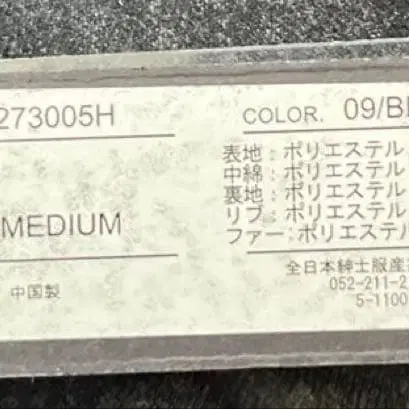 273005H
COLOR. 09/B
表地:ポリエステル
中綿:ポリエステル
裏地:ポリエステル
リブ:ポリエステル
ファー:ポリエステル
MEDIUM
中国製
全日本紳士服産
052-211-2
5-1100